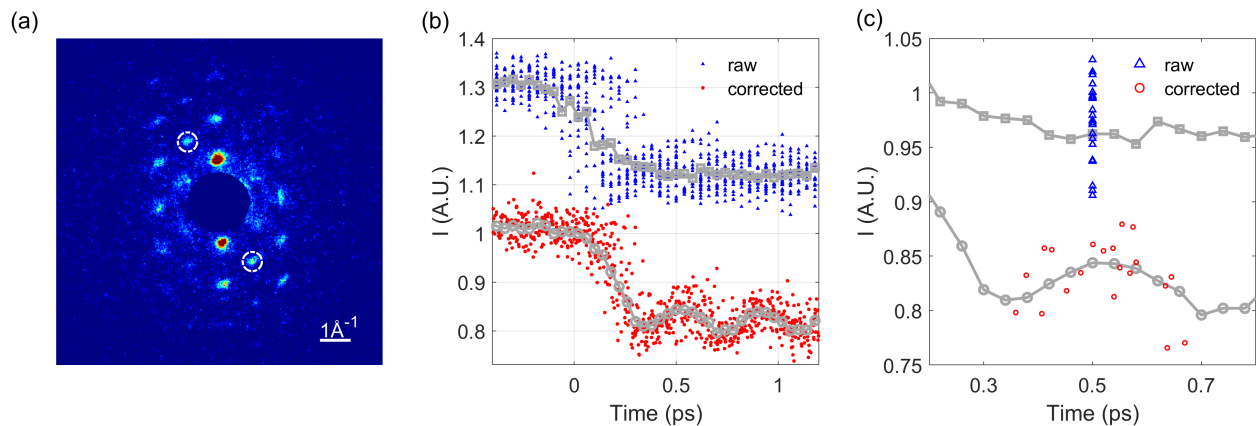 (a)
1Å⁻¹
(b)
I (A.U.)
1.4
1.3
1.2
1.1
1
0.9
0.8
raw
corrected
0
0.5
1
Time (ps)
(c)
I (A.U.)
1.05
1
0.95
0.9
0.85
0.8
0.75
raw
corrected
0.3
0.5
0.7
Time (ps)